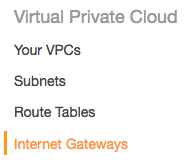 Virtual Private Cloud
Your VPCs
Subnets
Route Tables
Internet Gateways